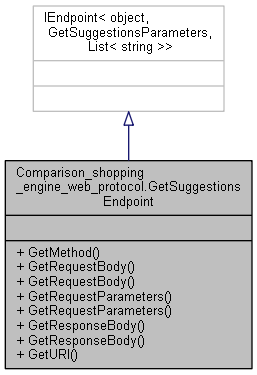 IEndpoint< object,
GetSuggestionsParameters,
List< string >>
Comparison_shopping
_engine_web_protocol.GetSuggestions
Endpoint
+ GetMethod()
+ GetRequestBody()
+ GetRequestBody()
+ GetRequestParameters()
+ GetRequestParameters()
+ GetResponseBody()
+ GetResponseBody()
+ GetURI()